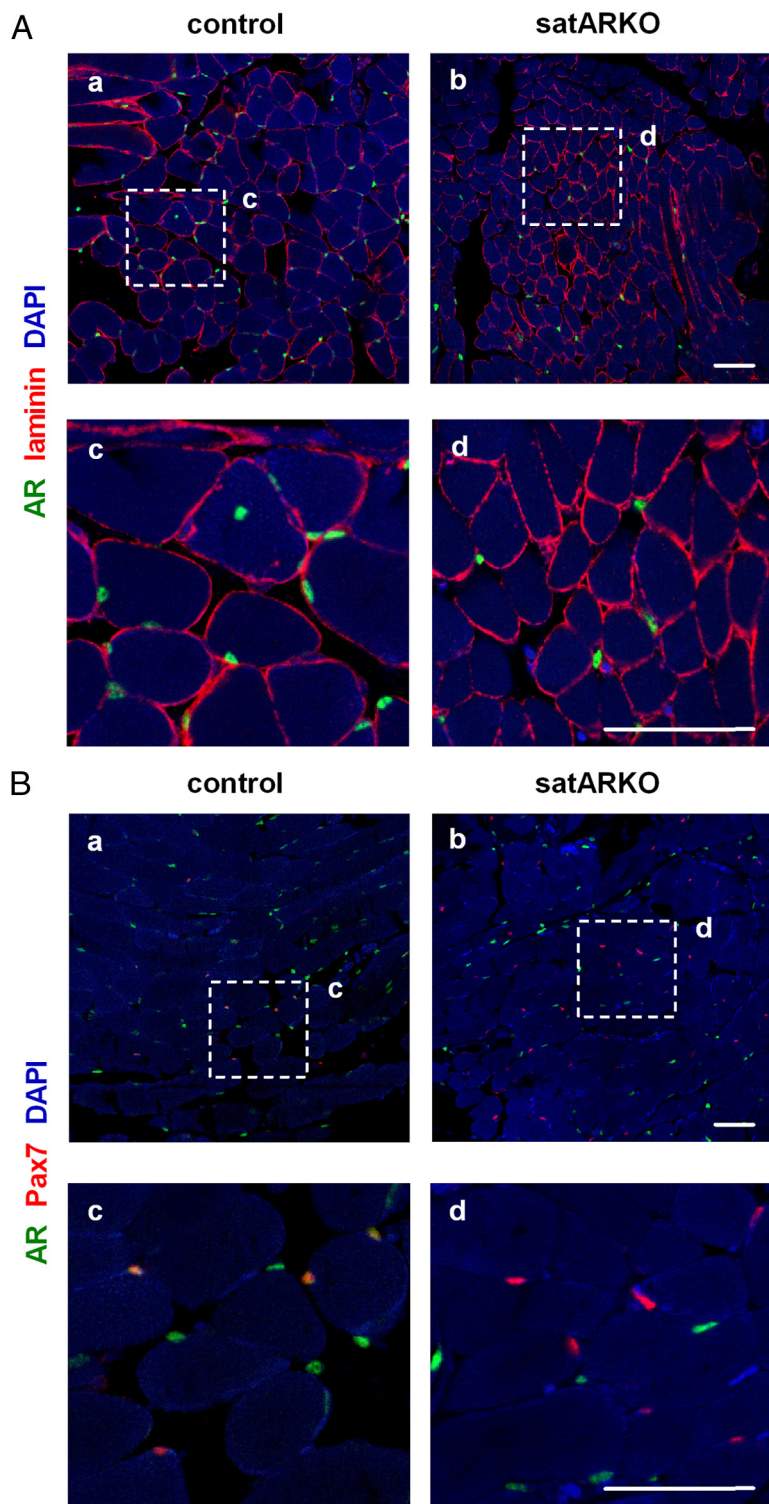 A
control satARKO
a b
c d
AR laminin DAPI
c d
B
control satARKO
a b
c d
AR Pax7 DAPI
c d